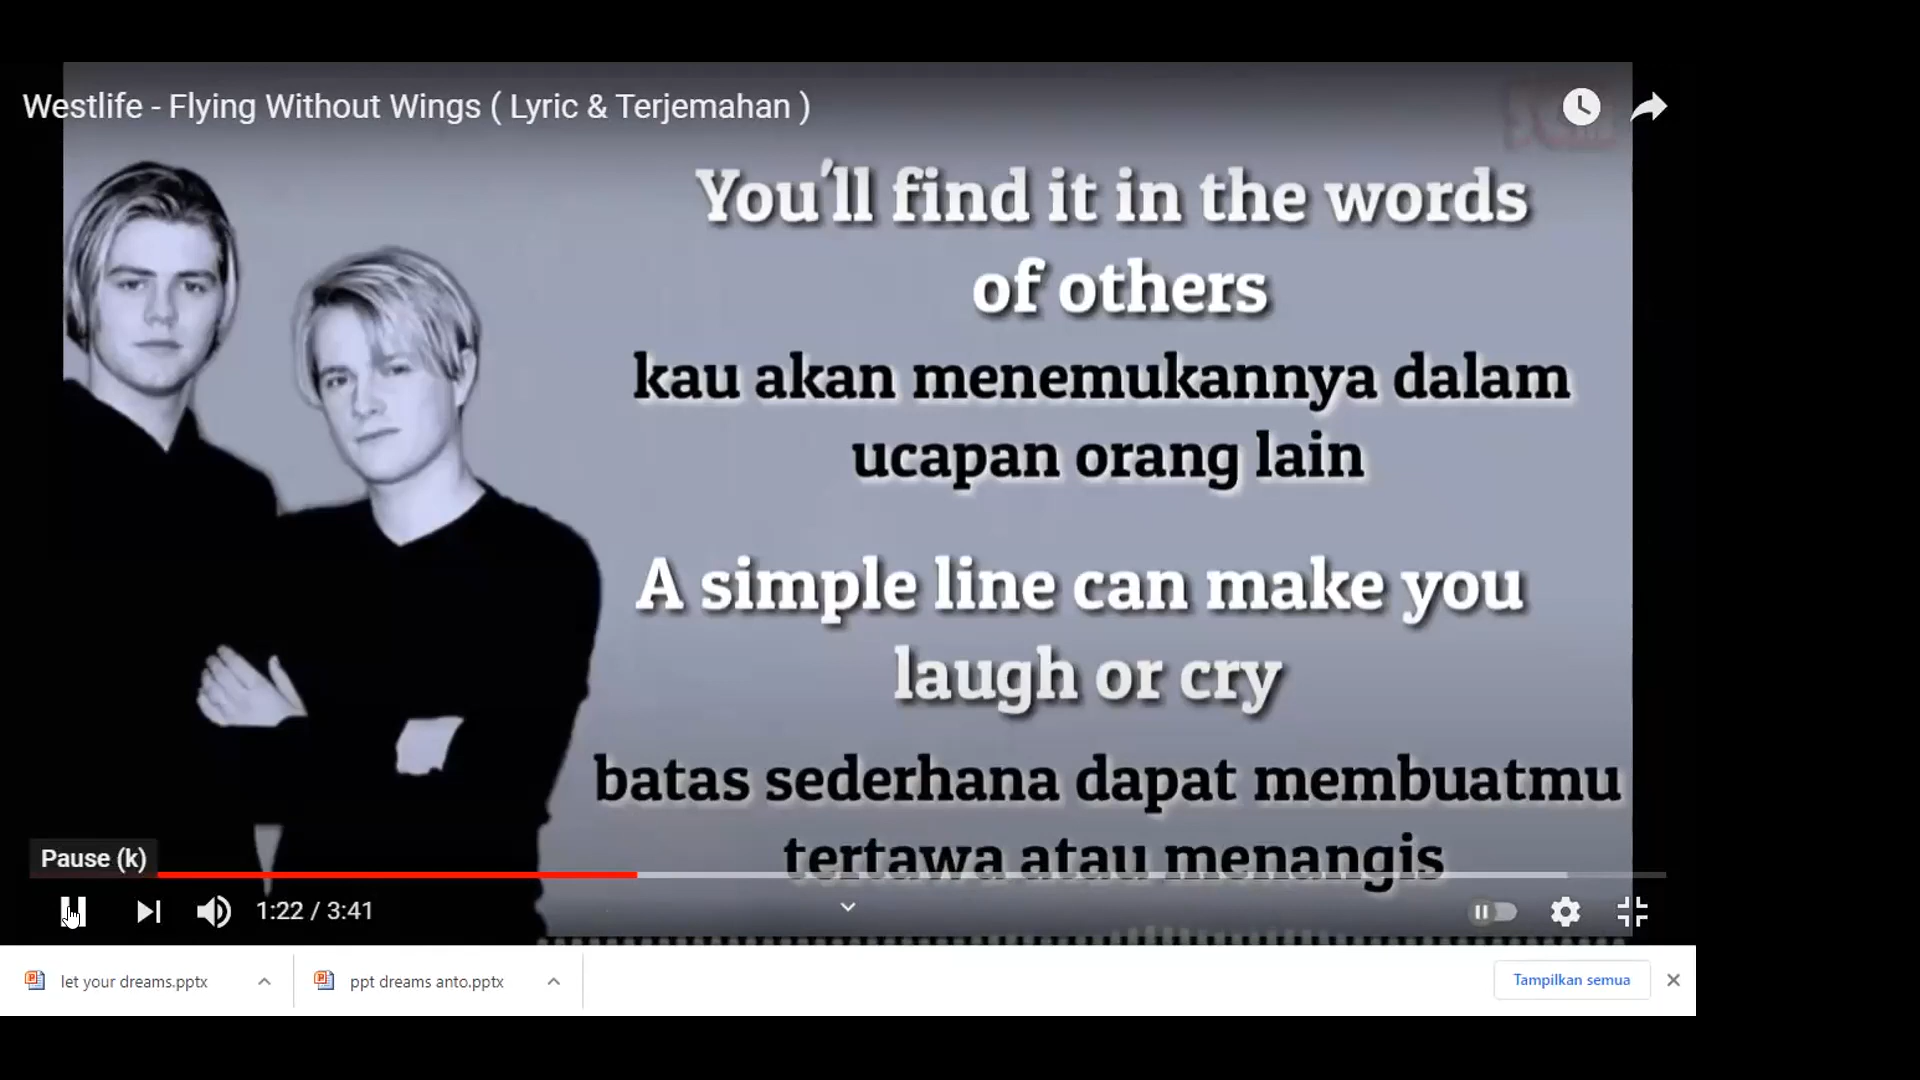 Westlife - Flying Without Wings ( Lyric & Terjemahan )
You'll find it in the words
of others
kau akan menemukannya dalam
ucapan orang lain
A simple line can make you
laugh or cry
batas sederhana dapat membuatmu
tertawa atau menangis
Pause (k)
1:22 / 3:41
let your dreams.pptx
ppt dreams anto.pptx
Tampilkan semua